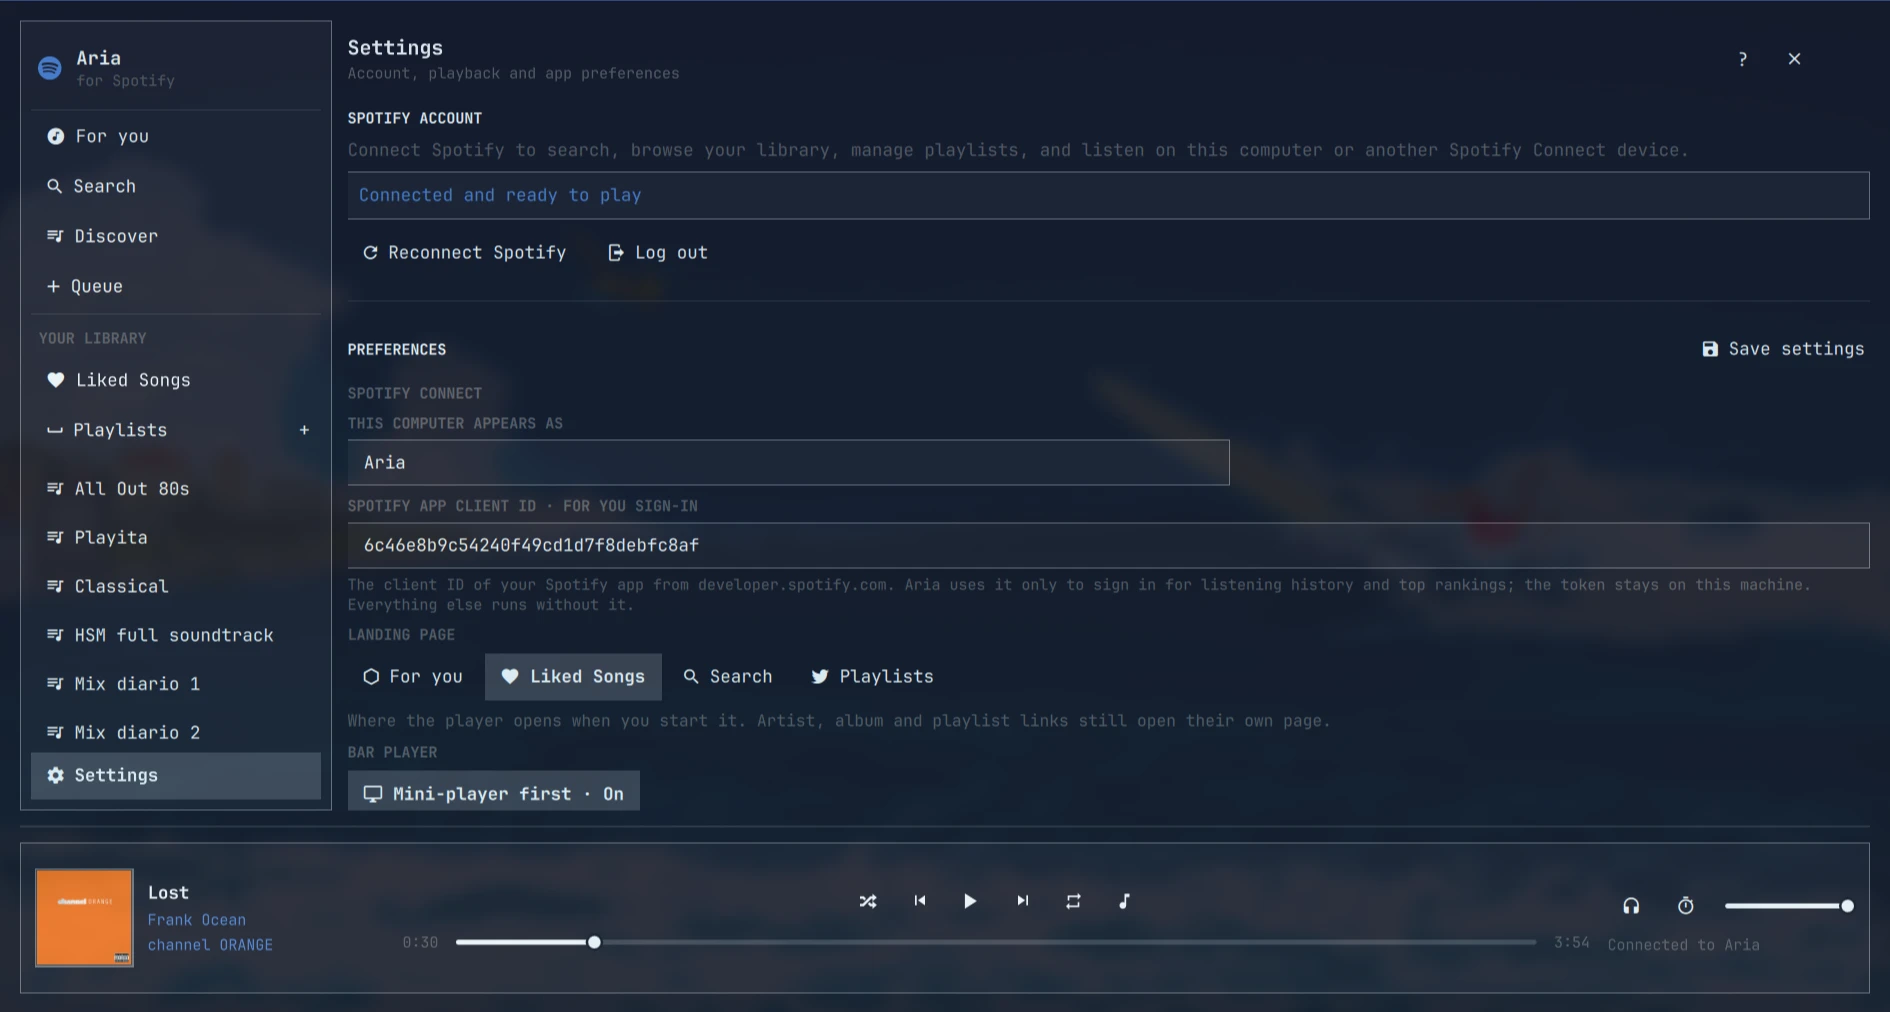 Aria
for Spotify
For you
Search
Discover
Queue
YOUR LIBRARY
Liked Songs
Playlists +
All Out 80s
Playita
Classical
HSM full soundtrack
Mix diario 1
Mix diario 2
Settings
Settings
Account, playback and app preferences
?
SPOTIFY ACCOUNT
Connect Spotify to search, browse your library, manage playlists, and listen on this computer or another Spotify Connect device.
Connected and ready to play
Reconnect Spotify Log out
PREFERENCES Save settings
SPOTIFY CONNECT
THIS COMPUTER APPEARS AS
Aria
SPOTIFY APP CLIENT ID · FOR YOU SIGN-IN
6c46e8b9c54240f49cd1d7f8debfc8af
The client ID of your Spotify app from developer.spotify.com. Aria uses it only to sign in for listening history and top rankings; the token stays on this machine.
Everything else runs without it.
LANDING PAGE
For you Liked Songs Search Playlists
Where the player opens when you start it. Artist, album and playlist links still open their own page.
BAR PLAYER
Mini-player first · On
channel ORANGE
Lost
Frank Ocean
channel ORANGE
0:30 3:54
Connected to Aria